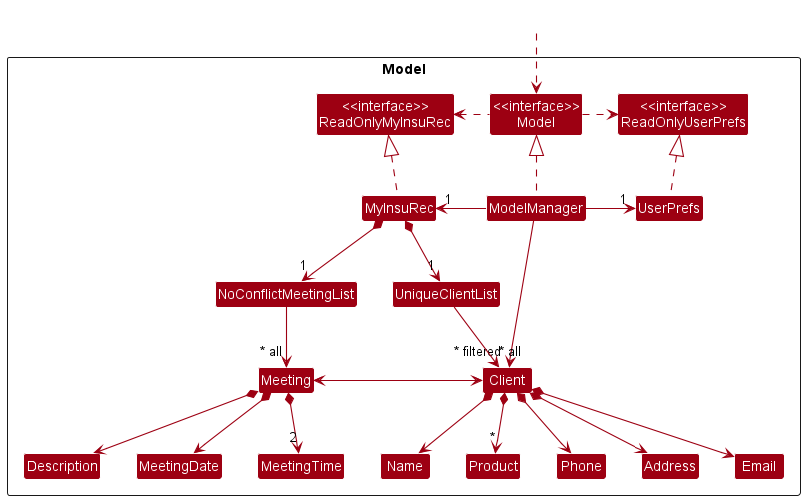 Model
<<interface>>
ReadOnlyMyInsuRec
<<interface>>
Model
<<interface>>
ReadOnlyUserPrefs
MyInsuRec
1
ModelManager
1
UserPrefs
1
1
NoConflictMeetingList
UniqueClientList
* all
* filtered
* all
Meeting
Client
2
*
Description
MeetingDate
MeetingTime
Name
Product
Phone
Address
Email